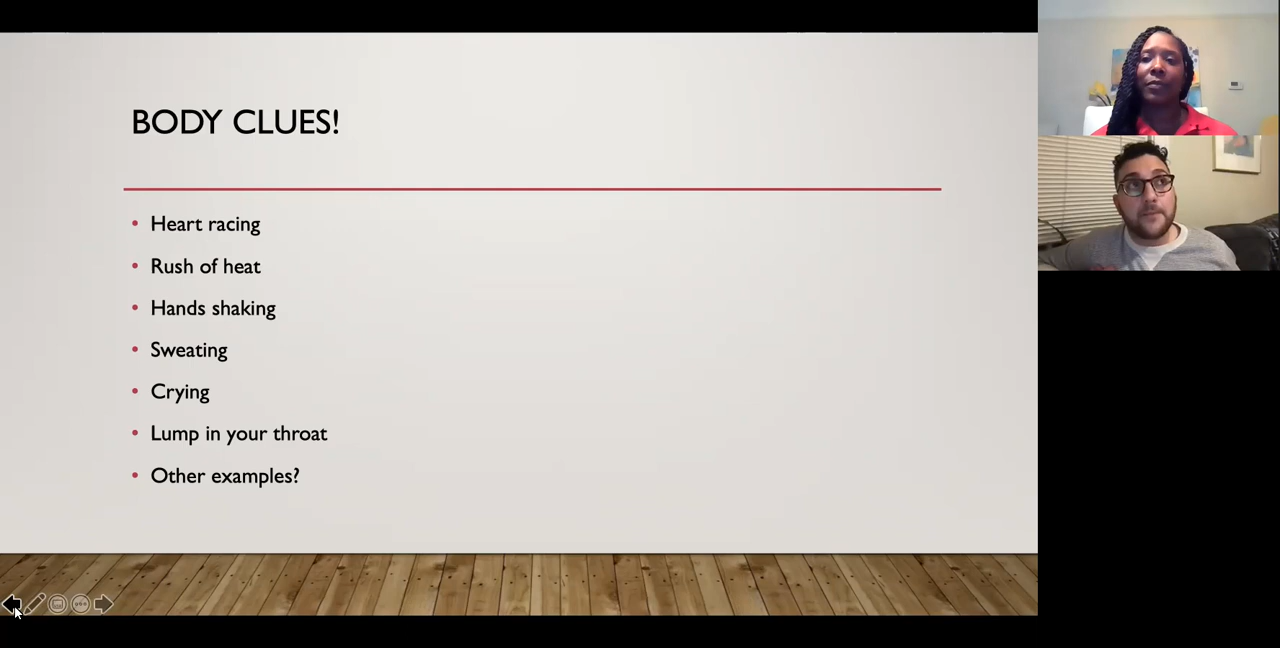 BODY CLUES!
Heart racing
Rush of heat
Hands shaking
Sweating
Crying
Lump in your throat
Other examples?